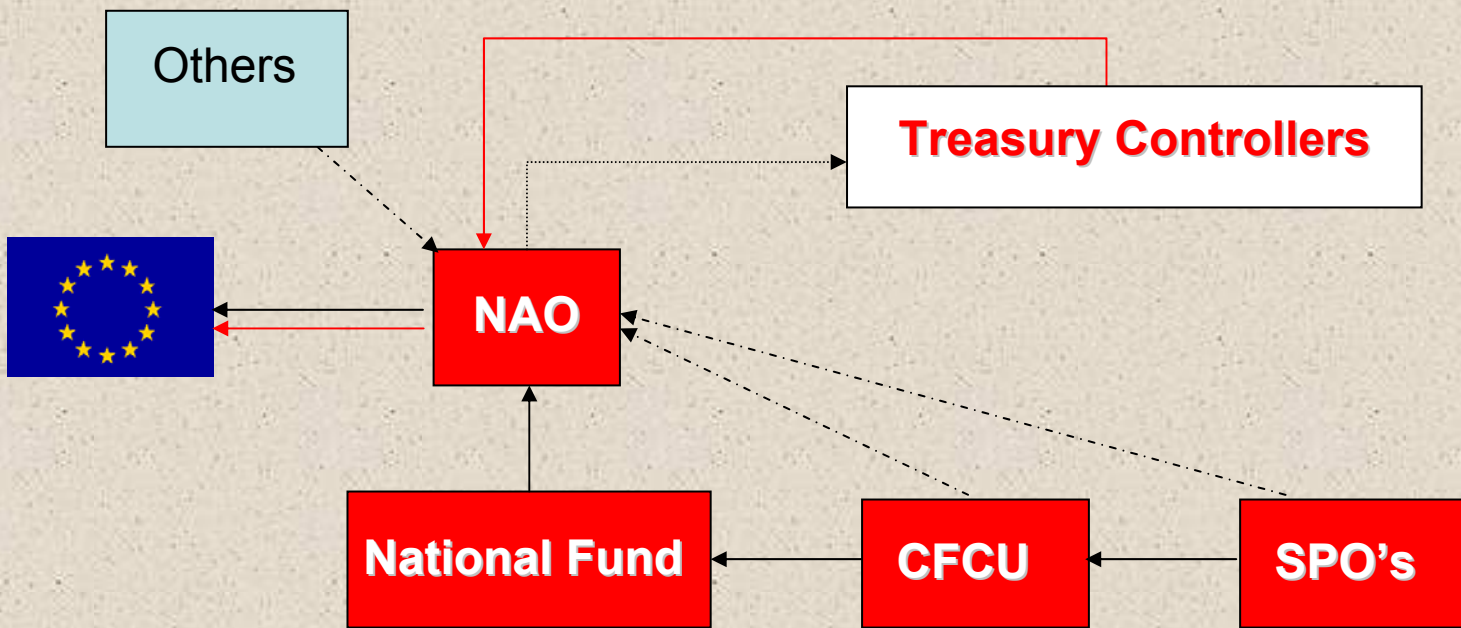 Others
Treasury Controllers
NAO
National Fund
CFCU
SPO's